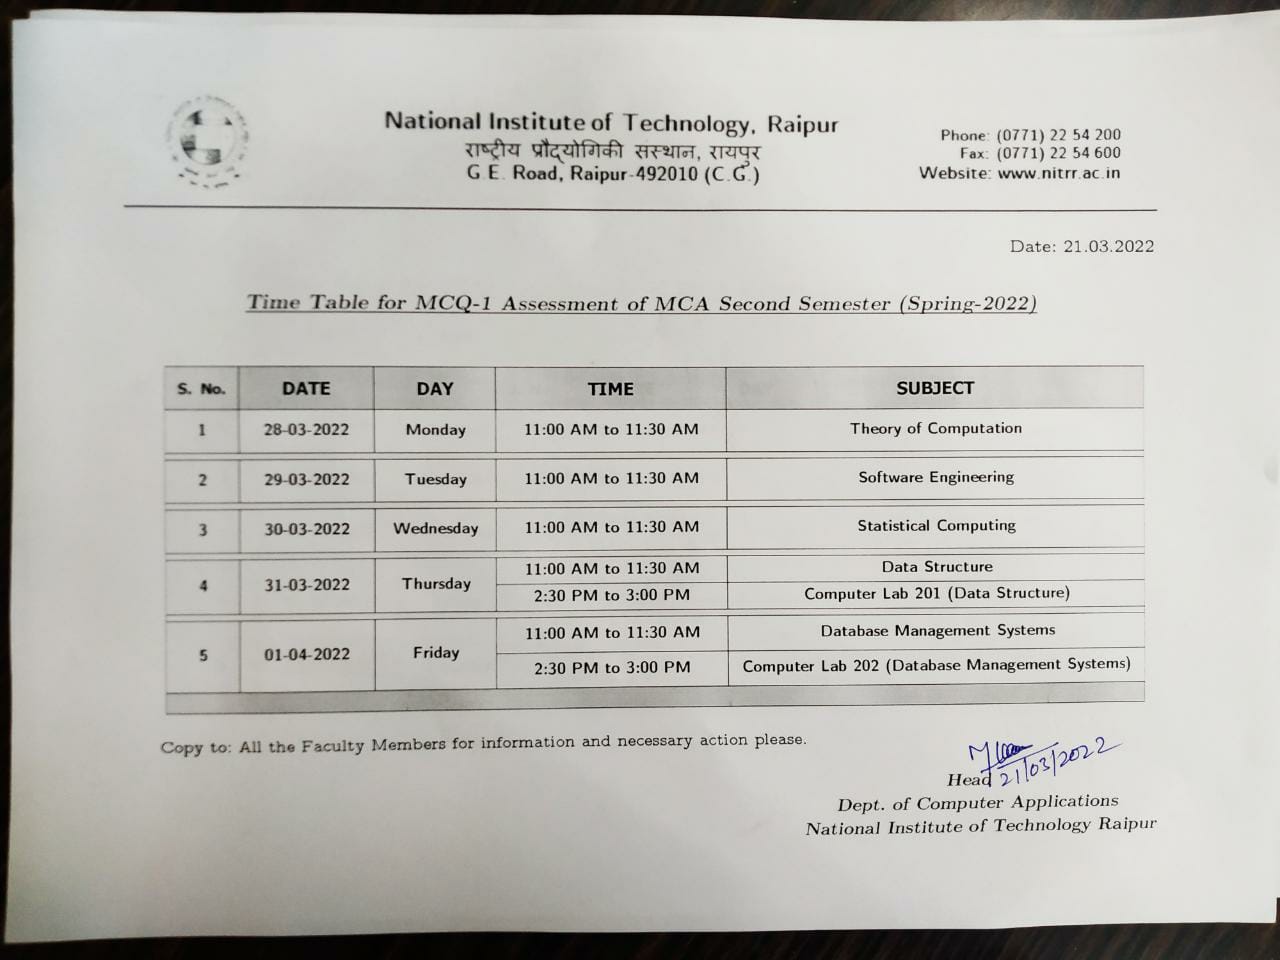 National Institute of Technology, Raipur
राष्ट्रीय प्रौद्योगिकी संस्थान, रायपुर
G.E. Road, Raipur-492010 (C.G.)
Phone: (0771) 22 54 200
Fax: (0771) 22 54 600
Website: www.nitrr.ac.in
Date: 21.03.2022
Time Table for MCQ-1 Assessment of MCA Second Semester (Spring-2022)
S. No. DATE DAY TIME SUBJECT
1 28-03-2022 Monday 11:00 AM to 11:30 AM Theory of Computation
2 29-03-2022 Tuesday 11:00 AM to 11:30 AM Software Engineering
3 30-03-2022 Wednesday 11:00 AM to 11:30 AM Statistical Computing
4 31-03-2022 Thursday 11:00 AM to 11:30 AM Data Structure
2:30 PM to 3:00 PM Computer Lab 201 (Data Structure)
5 01-04-2022 Friday 11:00 AM to 11:30 AM Database Management Systems
2:30 PM to 3:00 PM Computer Lab 202 (Database Management Systems)
Copy to: All the Faculty Members for information and necessary action please.
21/03/2022
Head
Dept. of Computer Applications
National Institute of Technology Raipur